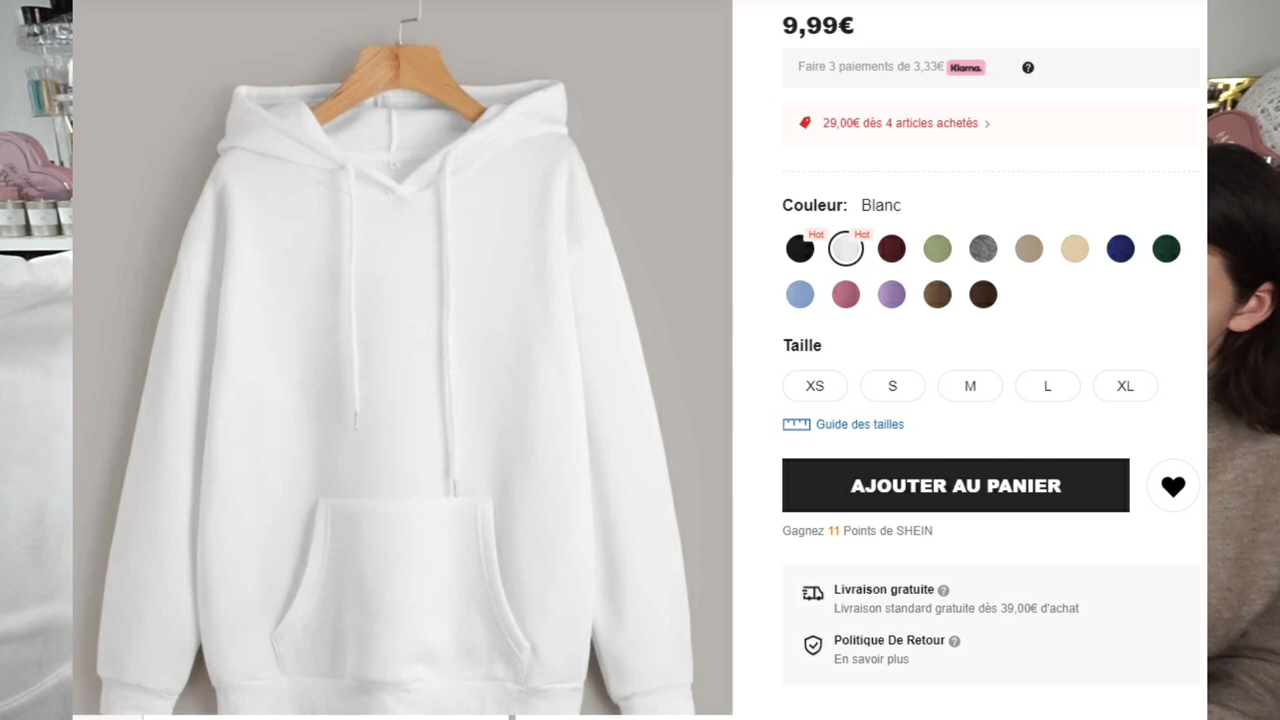 9,99€
Faire 3 paiements de 3,33€ Klarna. ?
29,00€ dès 4 articles achetés >
Couleur: Blanc
Hot Hot
Taille
XS S M L XL
Guide des tailles
AJOUTER AU PANIER
Gagnez 11 Points de SHEIN
Livraison gratuite ?
Livraison standard gratuite dès 39,00€ d'achat
Politique De Retour ?
En savoir plus